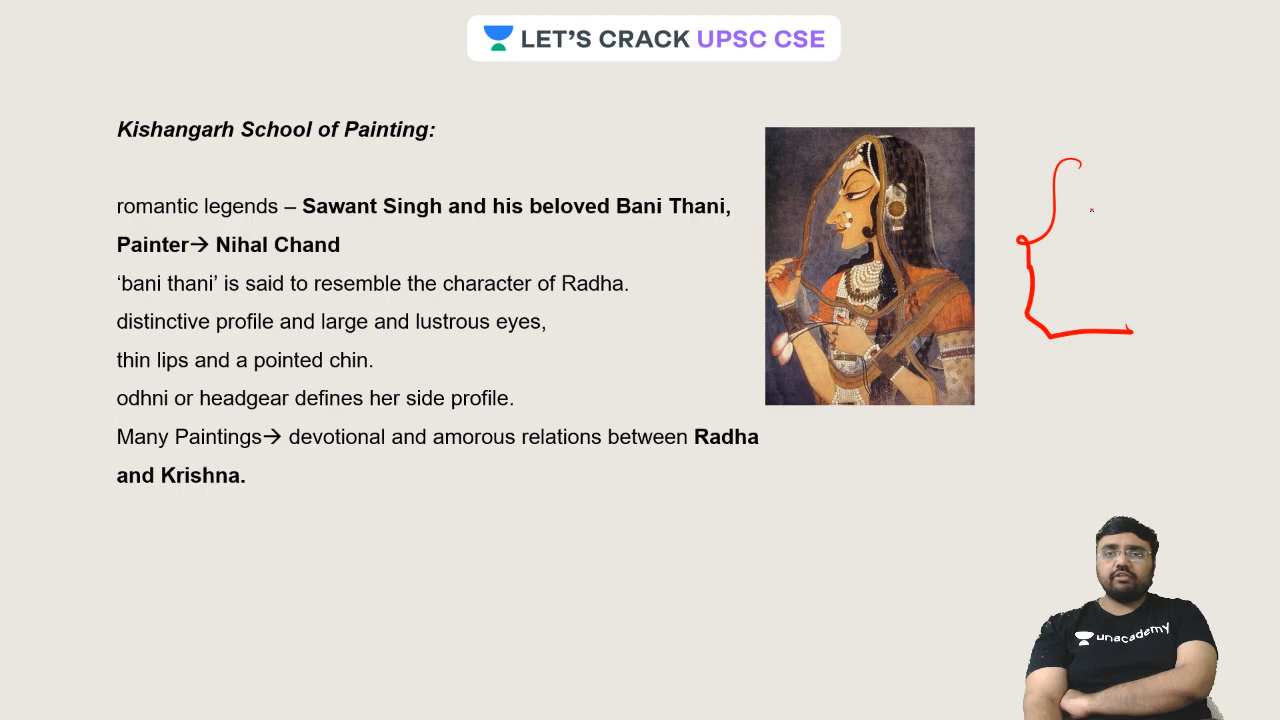 LET'S CRACK UPSC CSE
Kishangarh School of Painting:
romantic legends – Sawant Singh and his beloved Bani Thani,
Painter→ Nihal Chand
‘bani thani’ is said to resemble the character of Radha.
distinctive profile and large and lustrous eyes,
thin lips and a pointed chin.
odhni or headgear defines her side profile.
Many Paintings→ devotional and amorous relations between Radha
and Krishna.
unacademy